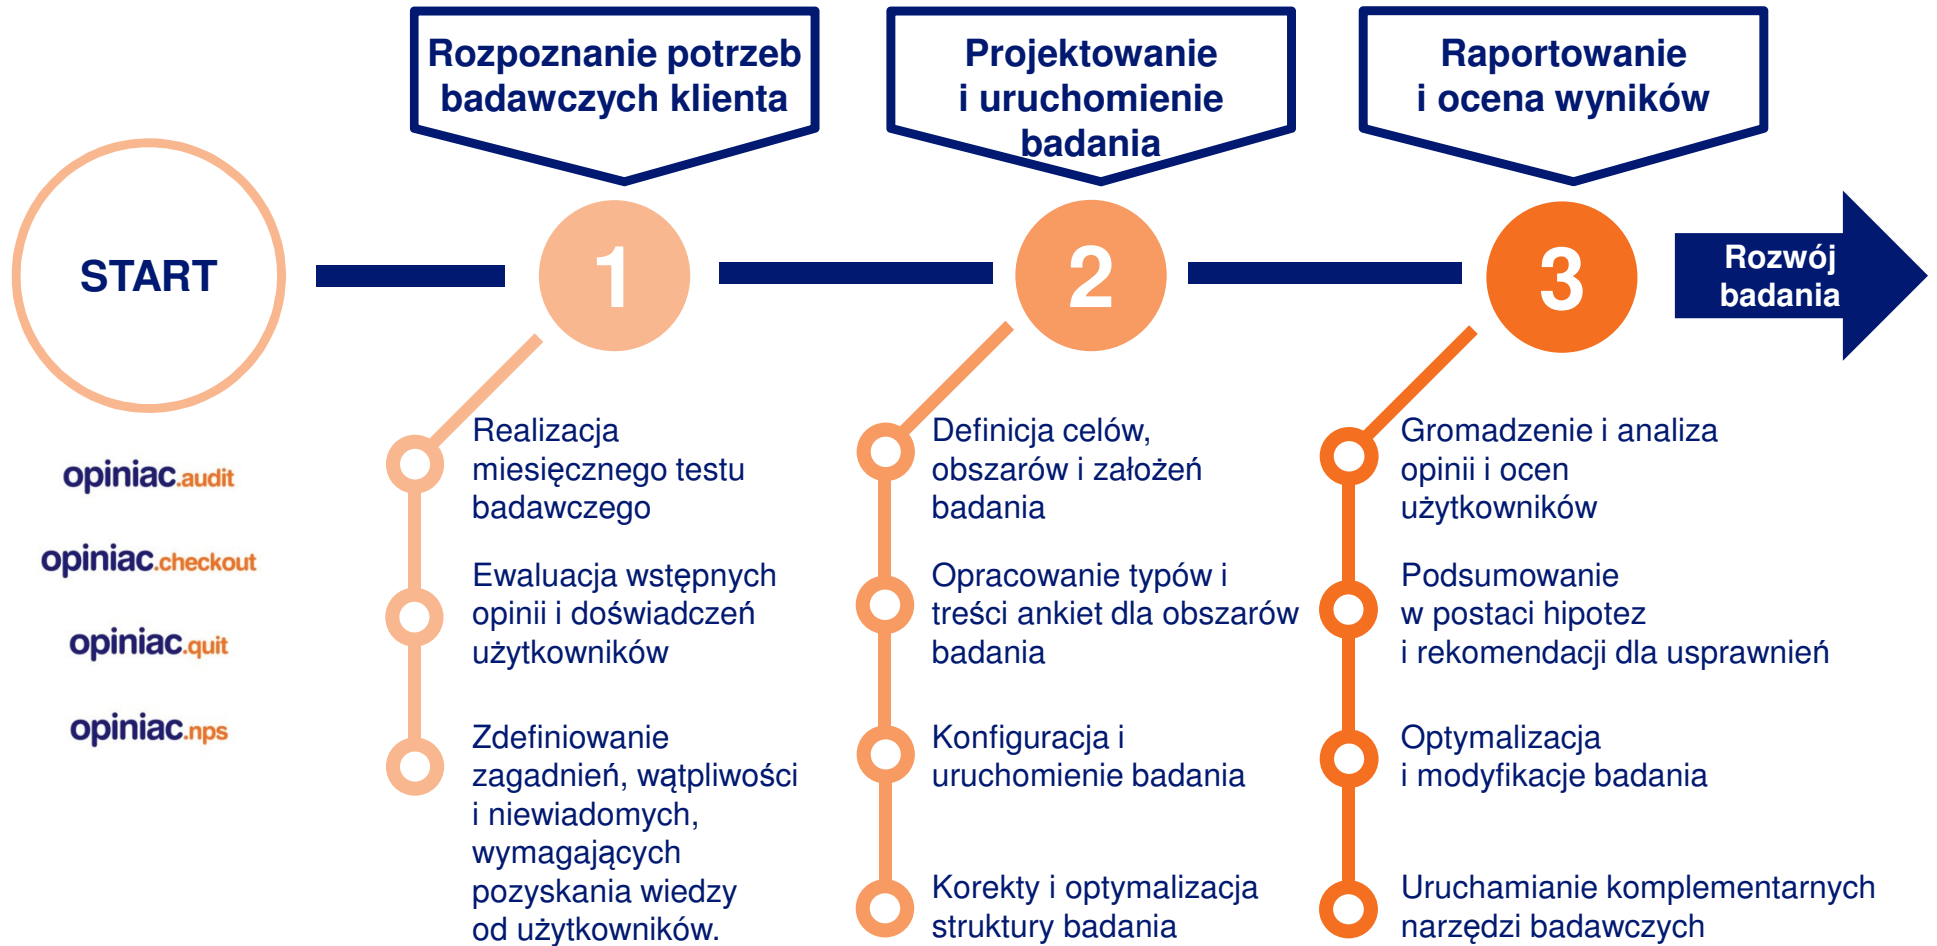 Rozpoznanie potrzeb
badawczych klienta
Projektowanie
i uruchomienie
badania
Raportowanie
i ocena wyników
START
1
2
3
Rozwój
badania
opiniac.audit
opiniac.checkout
opiniac.quit
opiniac.nps
Realizacja
miesięcznego testu
badawczego
Ewaluacja wstępnych
opinii i doświadczeń
użytkowników
Zdefiniowanie
zagadnień, wątpliwości
i niewiadomych,
wymagających
pozyskania wiedzy
od użytkowników.
Definicja celów,
obszarów i założeń
badania
Opracowanie typów i
treści ankiet dla obszarów
badania
Konfiguracja i
uruchomienie badania
Korekty i optymalizacja
struktury badania
Gromadzenie i analiza
opinii i ocen
użytkowników
Podsumowanie
w postaci hipotez
i rekomendacji dla usprawnień
Optymalizacja
i modyfikacje badania
Uruchamianie komplementarnych
narzędzi badawczych